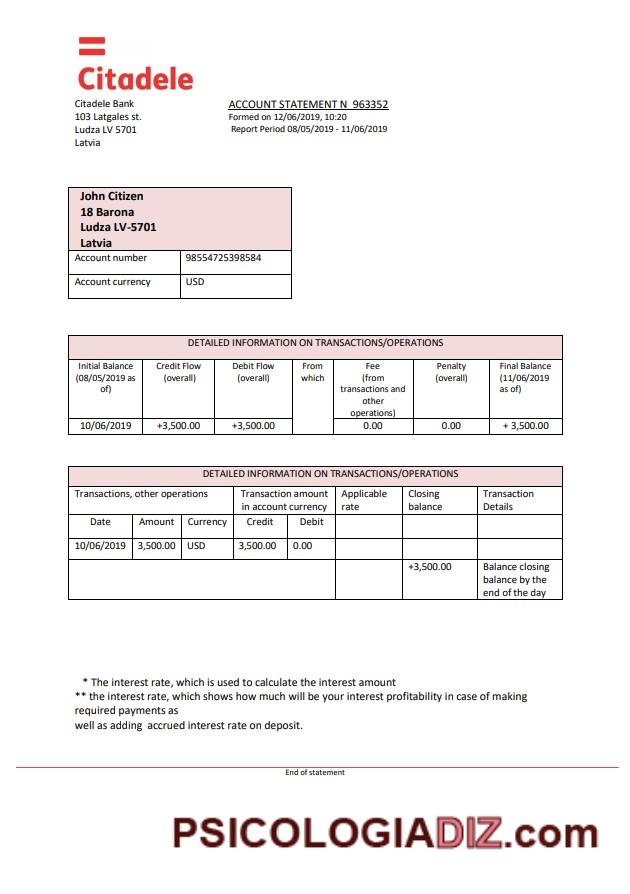 Citadele
Citadele Bank
103 Latgales st.
Ludza LV 5701
Latvia
ACCOUNT STATEMENT N 963352
Formed on 12/06/2019, 10:20
Report Period 08/05/2019 - 11/06/2019
John Citizen
18 Barona
Ludza LV-5701
Latvia
Account number 98554725398584
Account currency USD
DETAILED INFORMATION ON TRANSACTIONS/OPERATIONS
Initial Balance
(08/05/2019 as
of)
Credit Flow
(overall)
Debit Flow
(overall)
From
which
Fee
(from
transactions and
other
operations)
Penalty
(overall)
Final Balance
(11/06/2019
as of)
10/06/2019 +3,500.00 +3,500.00 0.00 0.00 + 3,500.00
DETAILED INFORMATION ON TRANSACTIONS/OPERATIONS
Transactions, other operations
Transaction amount
in account currency
Applicable
rate
Closing
balance
Transaction
Details
Date Amount Currency Credit Debit
10/06/2019 3,500.00 USD 3,500.00 0.00
+3,500.00
Balance closing
balance by the
end of the day
* The interest rate, which is used to calculate the interest amount
** the interest rate, which shows how much will be your interest profitability in case of making
required payments as
well as adding accrued interest rate on deposit.
End of statement
PSICOLOGIADIZ.com